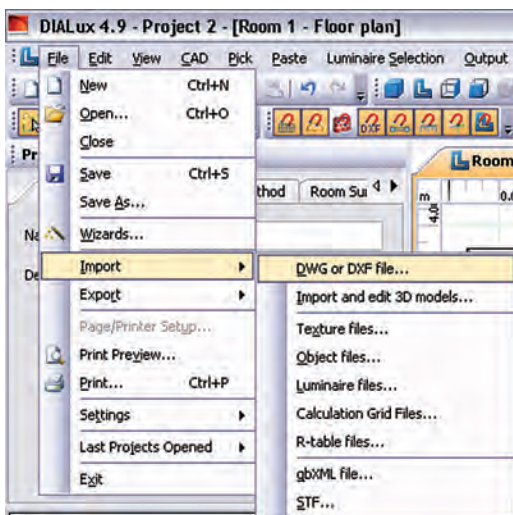 DIALux 4.9 - Project 2 - [Room 1 - Floor plan]
File Edit View CAD Pick Paste Luminaire Selection Output
New Ctrl+N
Open... Ctrl+O
Close
DXF
Pr
Room
Save Ctrl+S
thod Room Sui
m 0.0
4.0
Save As...
Na
Wizards...
De
Import
DWG or DXF file...
Export
Import and edit 3D models...
Page/Printer Setup...
Texture files...
Print Preview...
Object files...
Print... Ctrl+P
Luminaire files...
Settings
Calculation Grid Files...
Last Projects Opened
R-table files...
Exit
gbXML file...
STF...